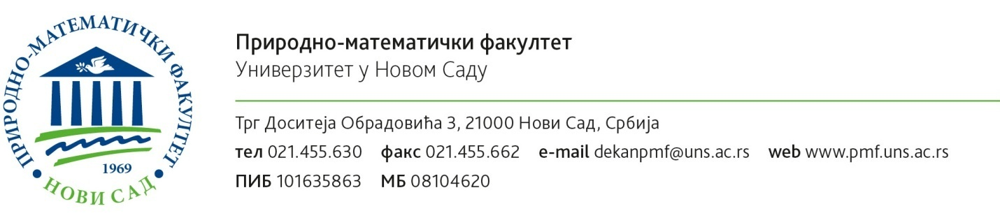 ПРИРОДНО-МАТЕМАТИЧКИ ФАКУЛТЕТ
1969
НОВИ САД
Природно-математички факултет
Универзитет у Новом Саду
Трг Доситеја Обрадовића 3, 21000 Нови Сад, Србија
тел 021.455.630 факс 021.455.662 e-mail dekanpmf@uns.ac.rs web www.pmf.uns.ac.rs
ПИБ 101635863 МБ 08104620